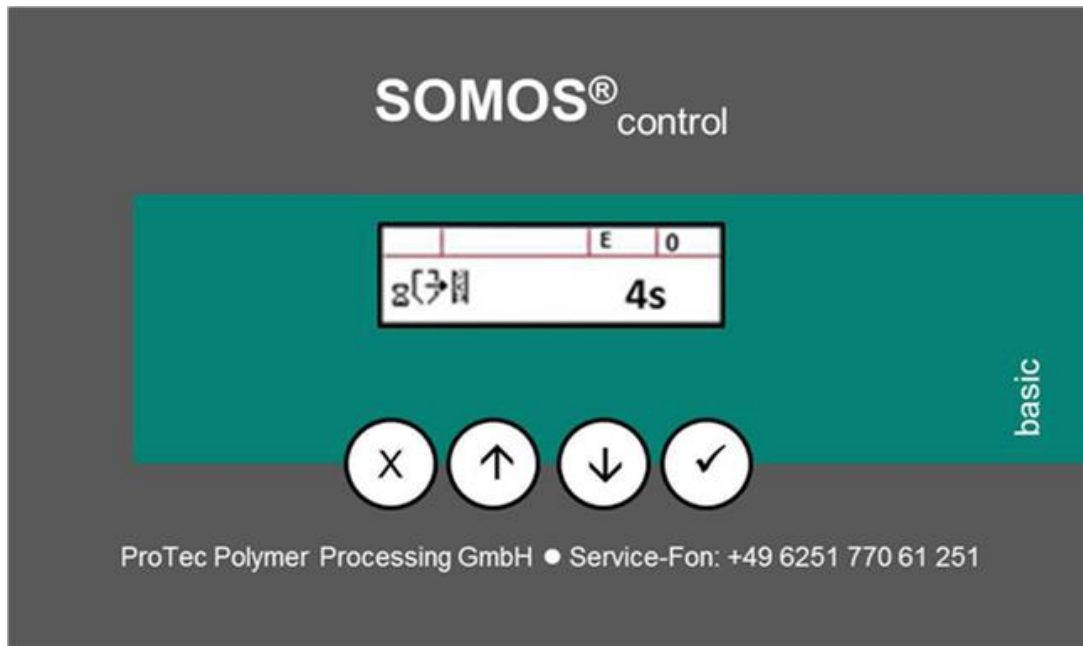 SOMOS® control
E 0
4s
basic
X
ProTec Polymer Processing GmbH ● Service-Fon: +49 6251 770 61 251